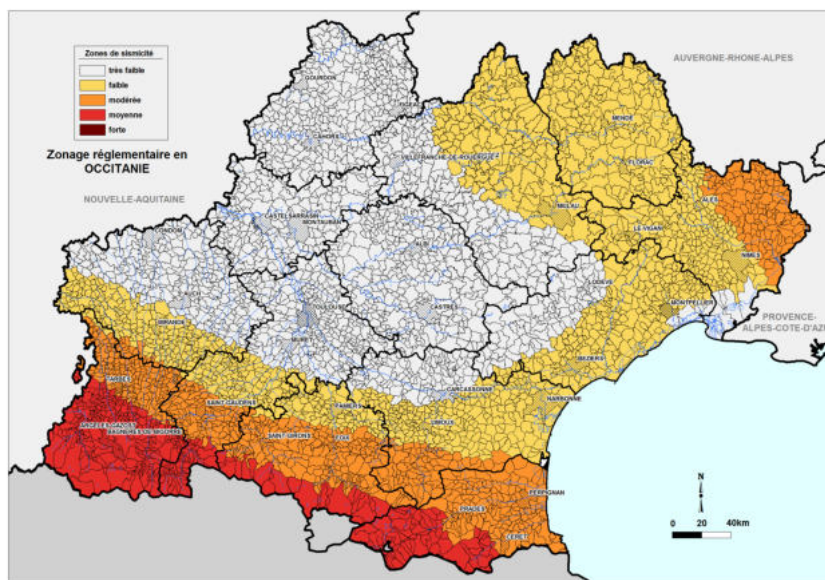 Zones de sismicité
très faible
faible
modérée
moyenne
forte
Zonage réglementaire en
OCCITANIE
AUVERGNE-RHONE-ALPES
NOUVELLE-AQUITAINE
PROVENCE-
ALPES-COTE-D'AZ
GOURDON
FIGEAC
CAHORS
MENDE
VILLEFRANCHE-DE-ROUERGUE
FLORAC
ALES
CASTELSARRASIN
MONTAUBAN
MILLAU
LE VIGAN
CONDOM
ALBI
NIMES
AUCH
TOULOUSE
CASTRES
LODEVE
MONTPELLIER
MIRANDE
MURET
BEZIERS
TARBES
CARCASSONNE
SAINT-GAUDENS
PAMIERS
NARBONNE
LIMOUX
ARGELES-GAZOST
BAGNERES-DE-BIGORRE
SAINT-GIRONS
FOIX
PERPIGNAN
PRADES
CERET
N
0 20 40km